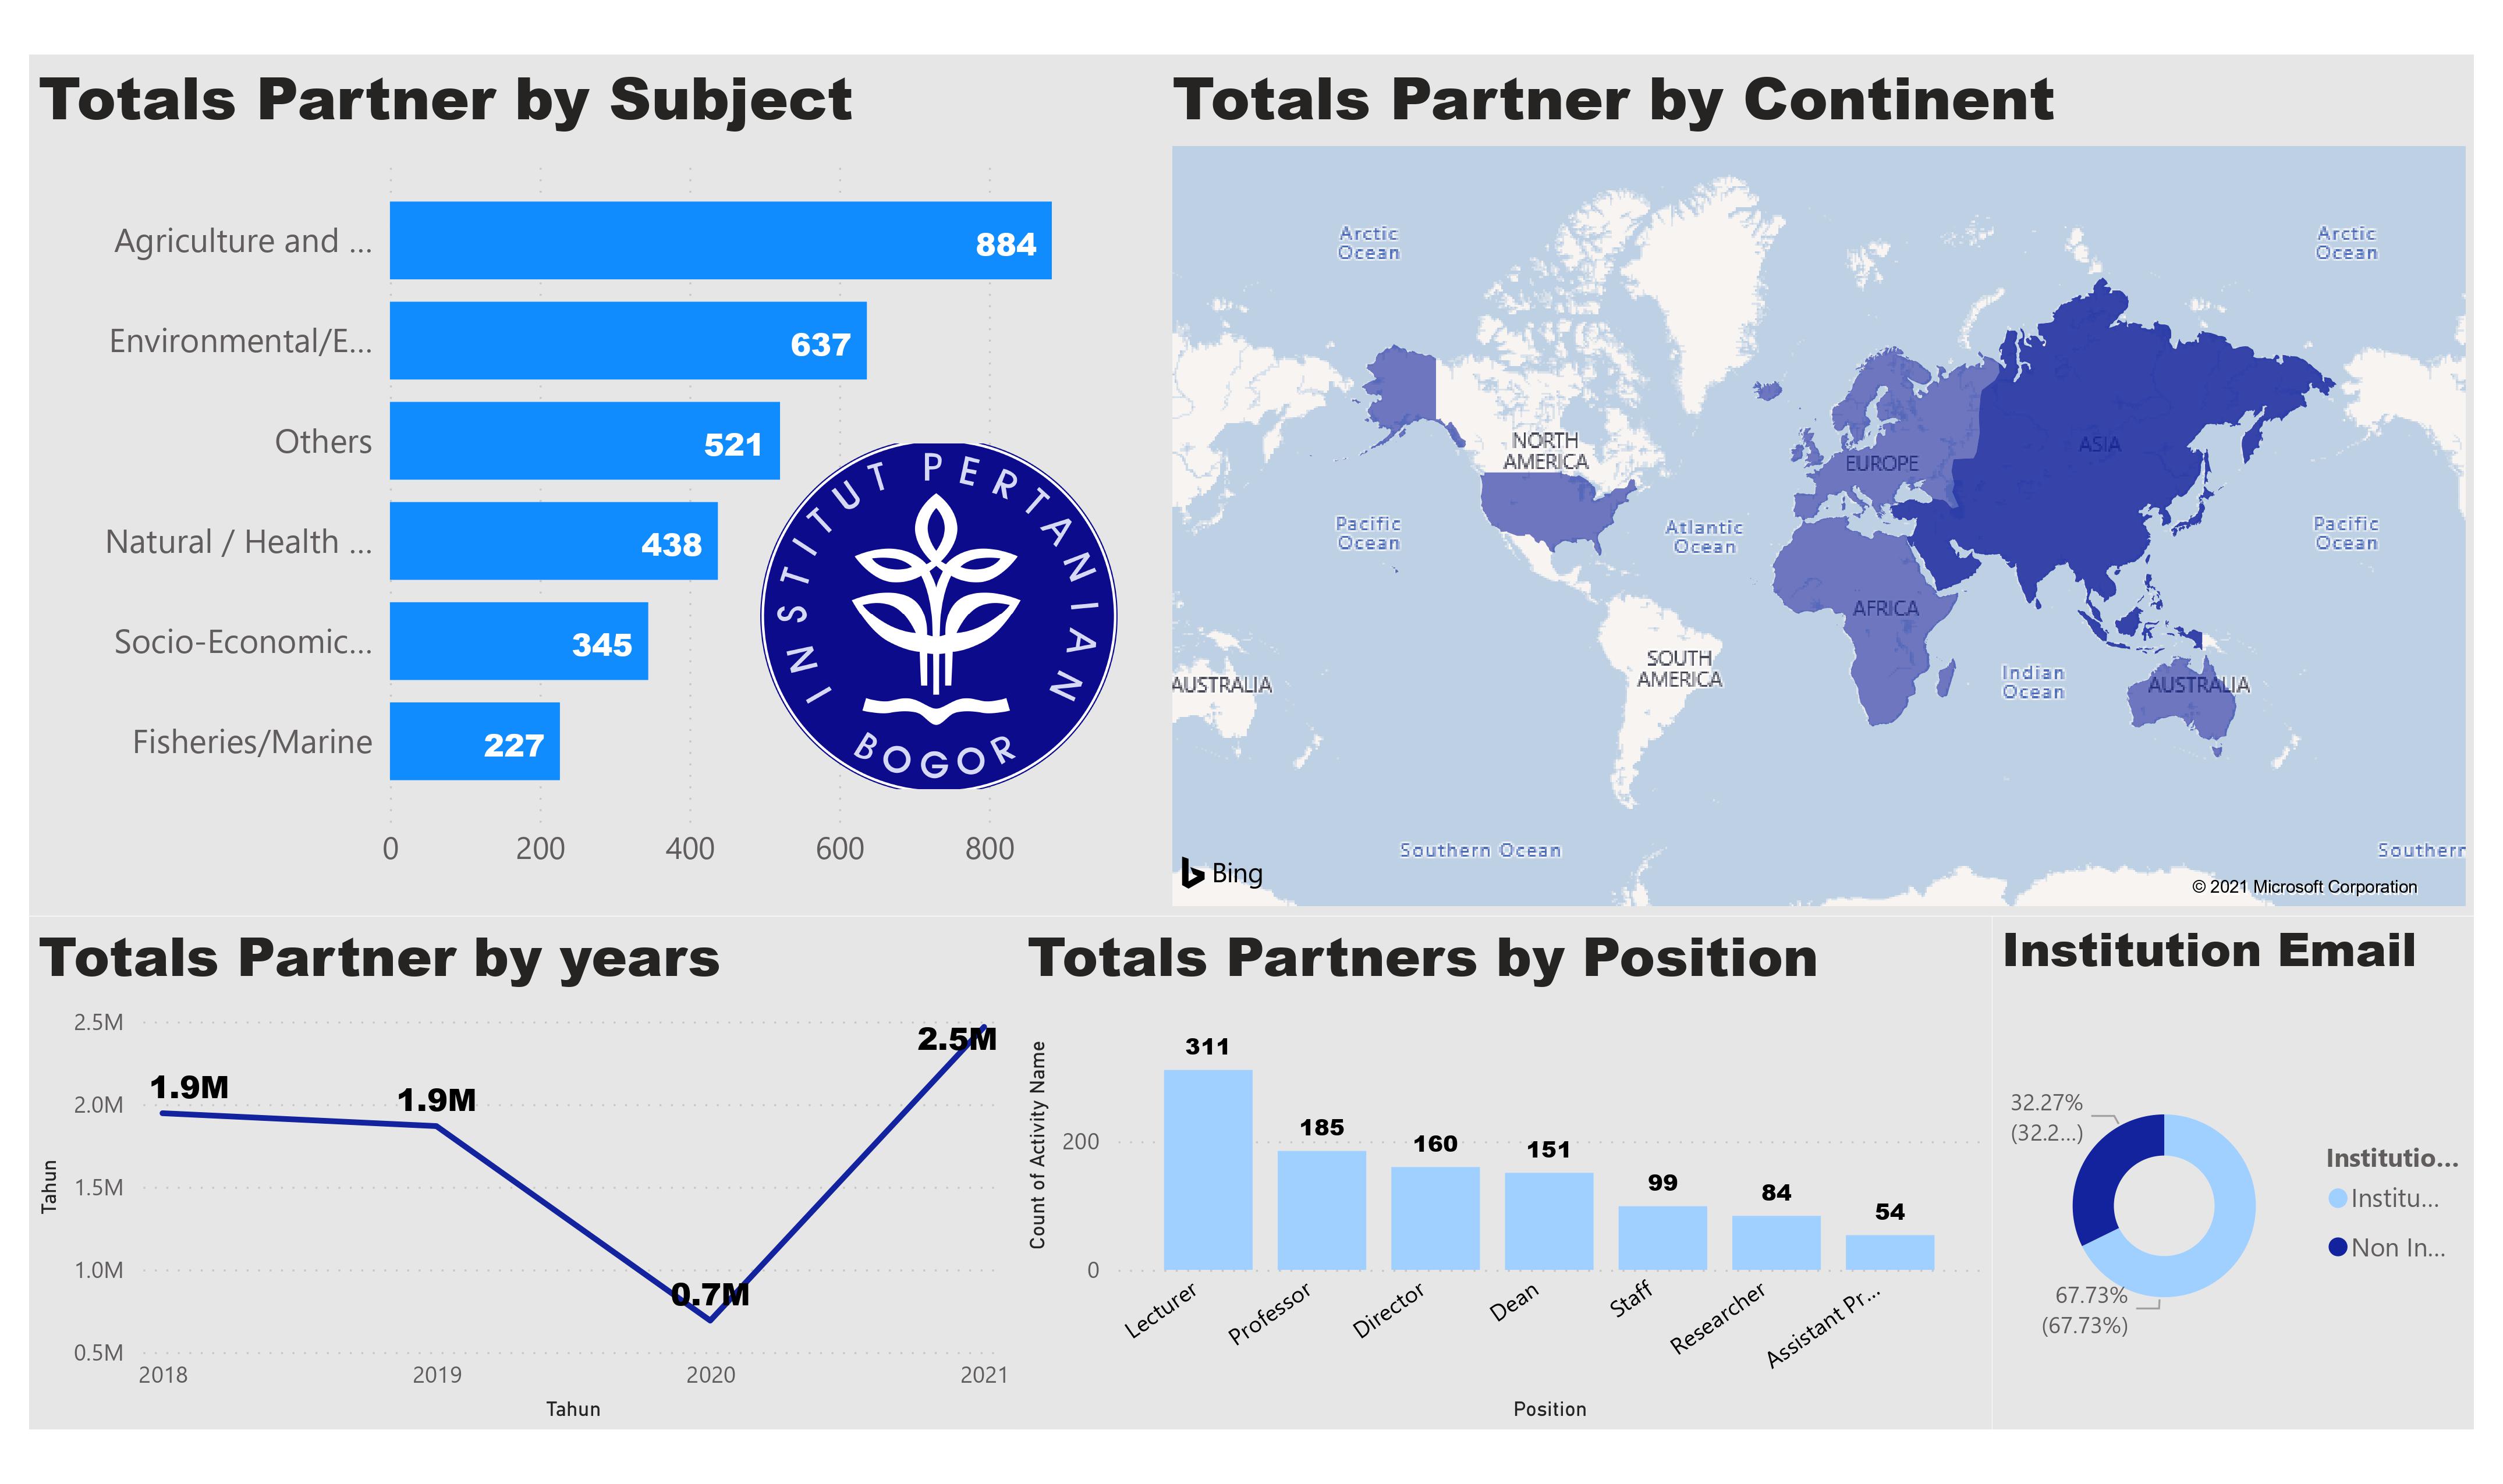 Totals Partner by Subject
Agriculture and ...
884
Environmental/E...
637
Others
521
Natural / Health ...
438
Socio-Economic...
345
Fisheries/Marine
227
0 200 400 600 800
INSTITUT PERTANIAN
BOGOR
Totals Partner by Continent
Arctic
Ocean
Arctic
Ocean
NORTH
AMERICA
EUROPE
ASIA
Pacific
Ocean
Atlantic
Ocean
Pacific
Ocean
AFRICA
SOUTH
AMERICA
Indian
Ocean
AUSTRALIA
AUSTRALIA
Southern Ocean
Southern
Bing
© 2021 Microsoft Corporation
Totals Partner by years
Tahun
2.5M
2.0M
1.5M
1.0M
0.5M
1.9M
1.9M
0.7M
2.5M
2018 2019 2020 2021
Tahun
Totals Partners by Position
Count of Activity Name
200
0
311
185
160
151
99
84
54
Lecturer
Professor
Director
Dean
Staff
Researcher
Assistant Pr...
Position
Institution Email
32.27%
(32.2...)
67.73%
(67.73%)
Institutio...
Institu...
Non In...